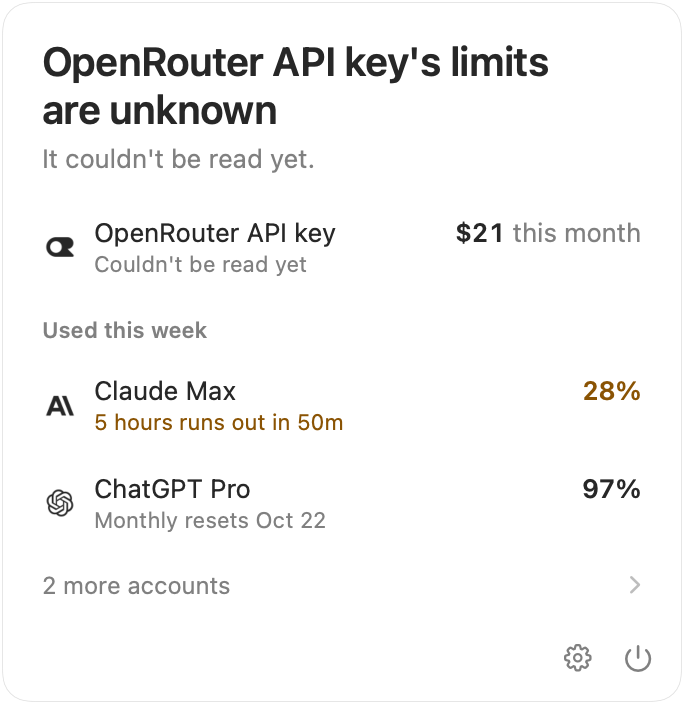 OpenRouter API key's limits
are unknown
It couldn't be read yet.
OpenRouter API key
$21 this month
Couldn't be read yet
Used this week
Claude Max
28%
5 hours runs out in 50m
ChatGPT Pro
97%
Monthly resets Oct 22
2 more accounts